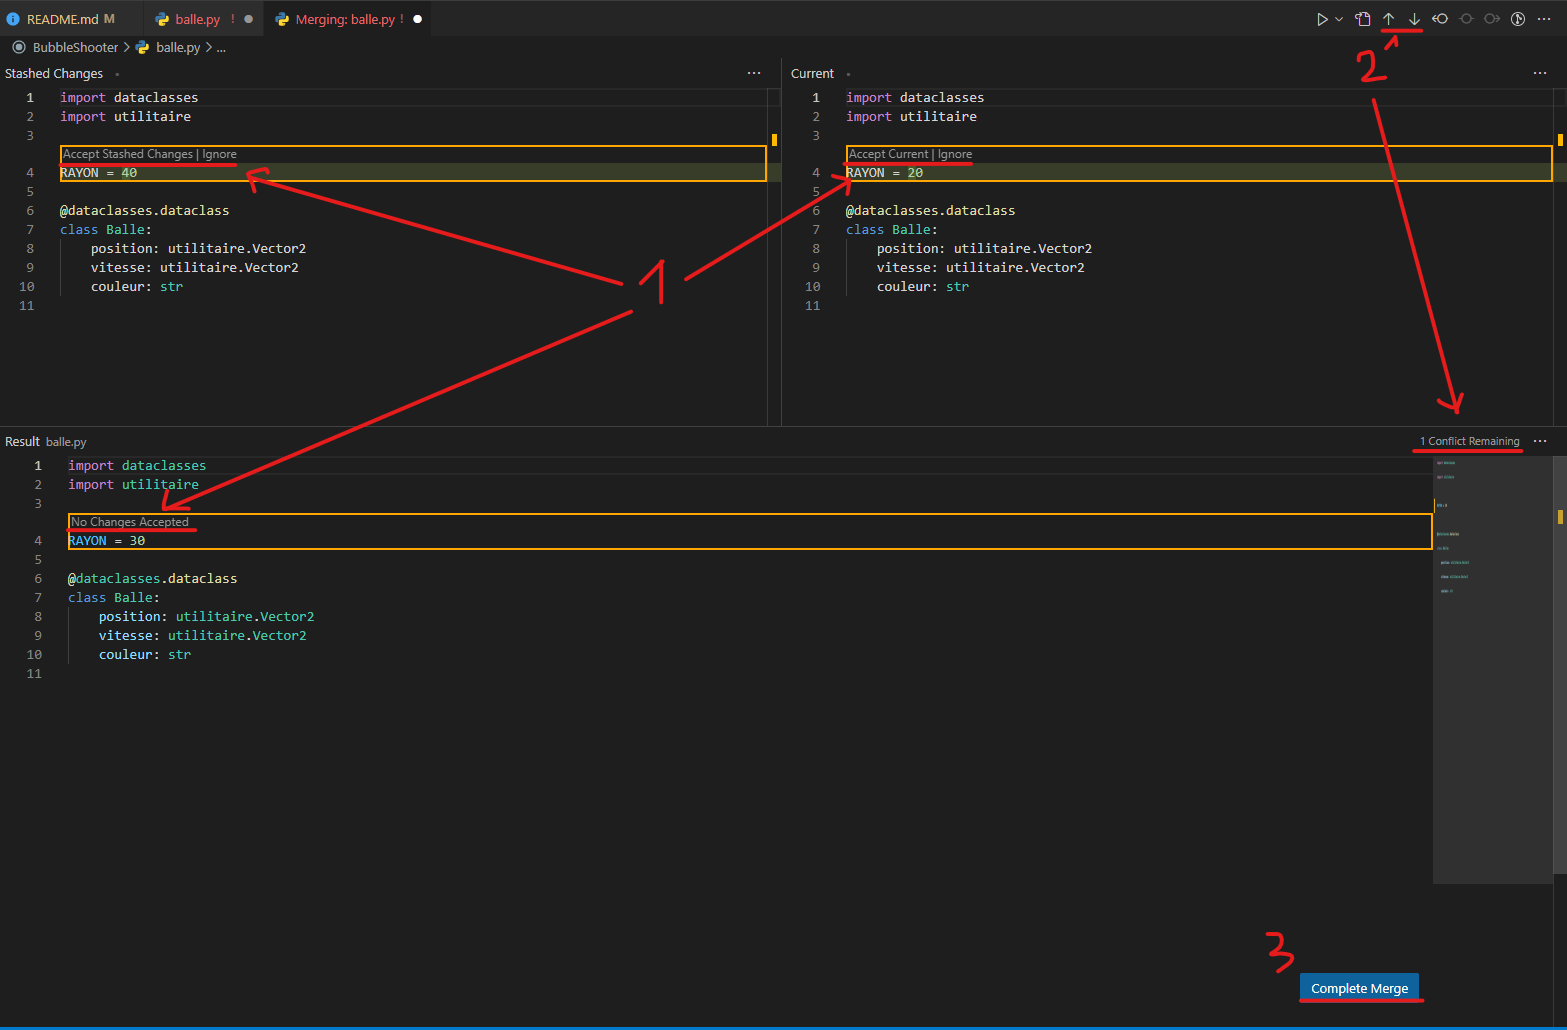 README.md M
balle.py !
Merging: balle.py !
BubbleShooter > balle.py > ...
2
Stashed Changes
1 import dataclasses
2 import utilitaire
3
Accept Stashed Changes | Ignore
4 RAYON = 40
5
6 @dataclasses.dataclass
7 class Balle:
8 position: utilitaire.Vector2
9 vitesse: utilitaire.Vector2
10 couleur: str
11
Current
1 import dataclasses
2 import utilitaire
3
Accept Current | Ignore
4 RAYON = 20
5
6 @dataclasses.dataclass
7 class Balle:
8 position: utilitaire.Vector2
9 vitesse: utilitaire.Vector2
10 couleur: str
11
1
Result balle.py
1 Conflict Remaining
1 import dataclasses
2 import utilitaire
3
No Changes Accepted
4 RAYON = 30
5
6 @dataclasses.dataclass
7 class Balle:
8 position: utilitaire.Vector2
9 vitesse: utilitaire.Vector2
10 couleur: str
11
3
Complete Merge